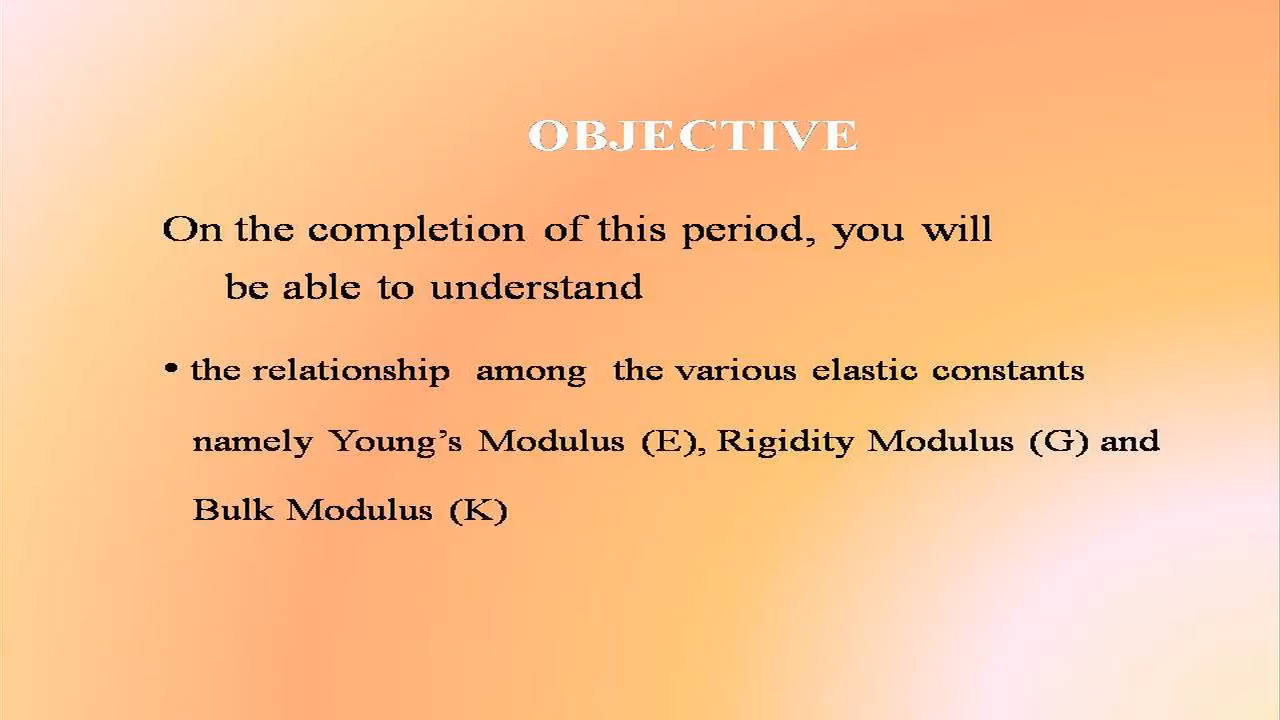 OBJECTIVE
On the completion of this period, you will
be able to understand
• the relationship among the various elastic constants
namely Young’s Modulus (E), Rigidity Modulus (G) and
Bulk Modulus (K)